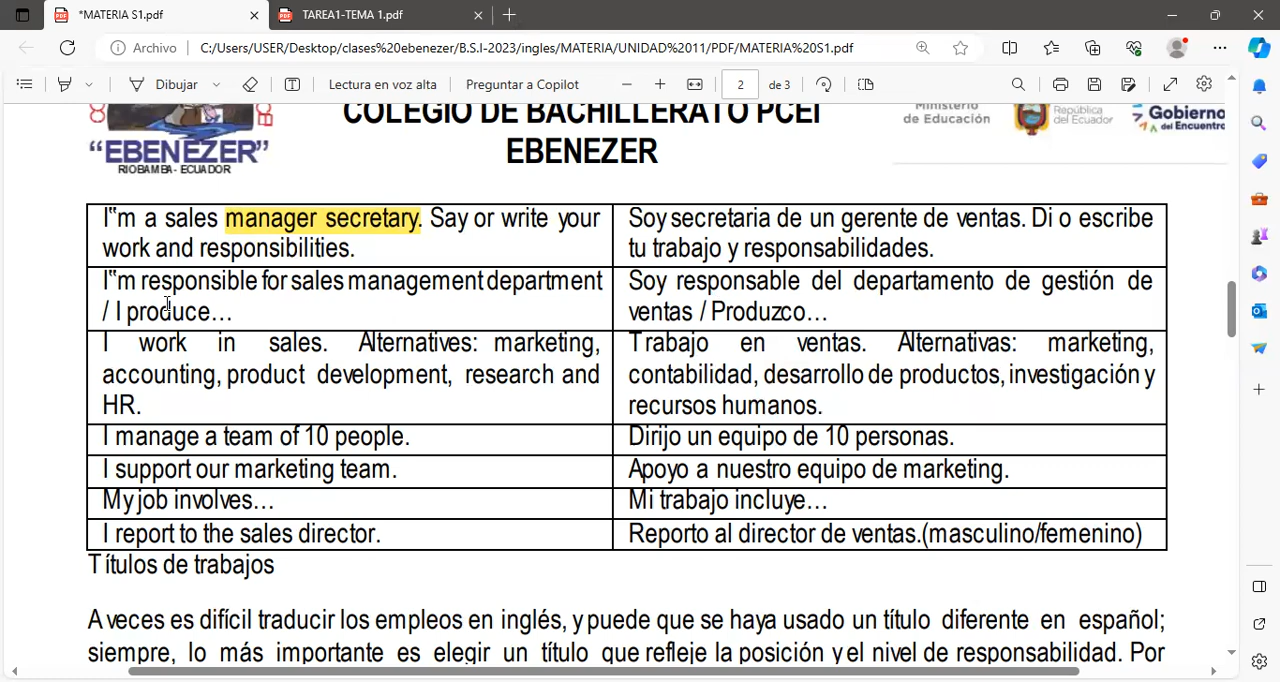 *MATERIA S1.pdf
TAREA1-TEMA 1.pdf
Archivo
C:/Users/USER/Desktop/clases%20ebenezer/B.S.I-2023/ingles/MATERIA/UNIDAD%2011/PDF/MATERIA%20S1.pdf
Dibujar
Lectura en voz alta
Preguntar a Copilot
2
de 3
COLEGIO DE BACHILLERATO PCEI
EBENEZER
"EBENEZER"
RIOBAMBA- ECUADOR
Ministerio
de Educación
República
del Ecuador
Gobierno
del Encuentro
I‟m a sales manager secretary. Say or write your
work and responsibilities.
Soy secretaria de un gerente de ventas. Di o escribe
tu trabajo y responsabilidades.
I‟m responsible for sales management department
/ I produce…
Soy responsable del departamento de gestión de
ventas / Produzco…
I work in sales. Alternatives: marketing,
accounting, product development, research and
HR.
Trabajo en ventas. Alternativas: marketing,
contabilidad, desarrollo de productos, investigación y
recursos humanos.
I manage a team of 10 people.
Dirijo un equipo de 10 personas.
I support our marketing team.
Apoyo a nuestro equipo de marketing.
My job involves…
Mi trabajo incluye…
I report to the sales director.
Reporto al director de ventas.(masculino/femenino)
Títulos de trabajos
A veces es difícil traducir los empleos en inglés, y puede que se haya usado un título diferente en español;
siempre, lo más importante es elegir un título que refleje la posición y el nivel de responsabilidad. Por